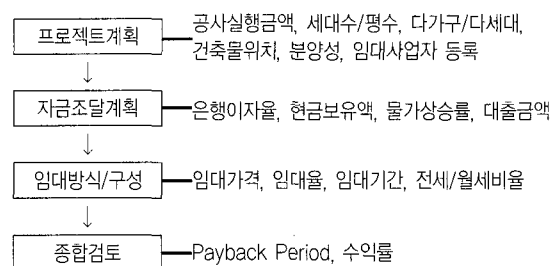 공사실행금액, 세대수/평수, 다가구/다세대,
프로젝트계획
건축물위치, 분양성, 임대사업자 등록
자금조달계획 은행이자율, 현금보유액, 물가상승률, 대출금액
임대방식/구성 임대가격, 임대율, 임대기간, 전세/월세비율
종합검토 Payback Period, 수익률